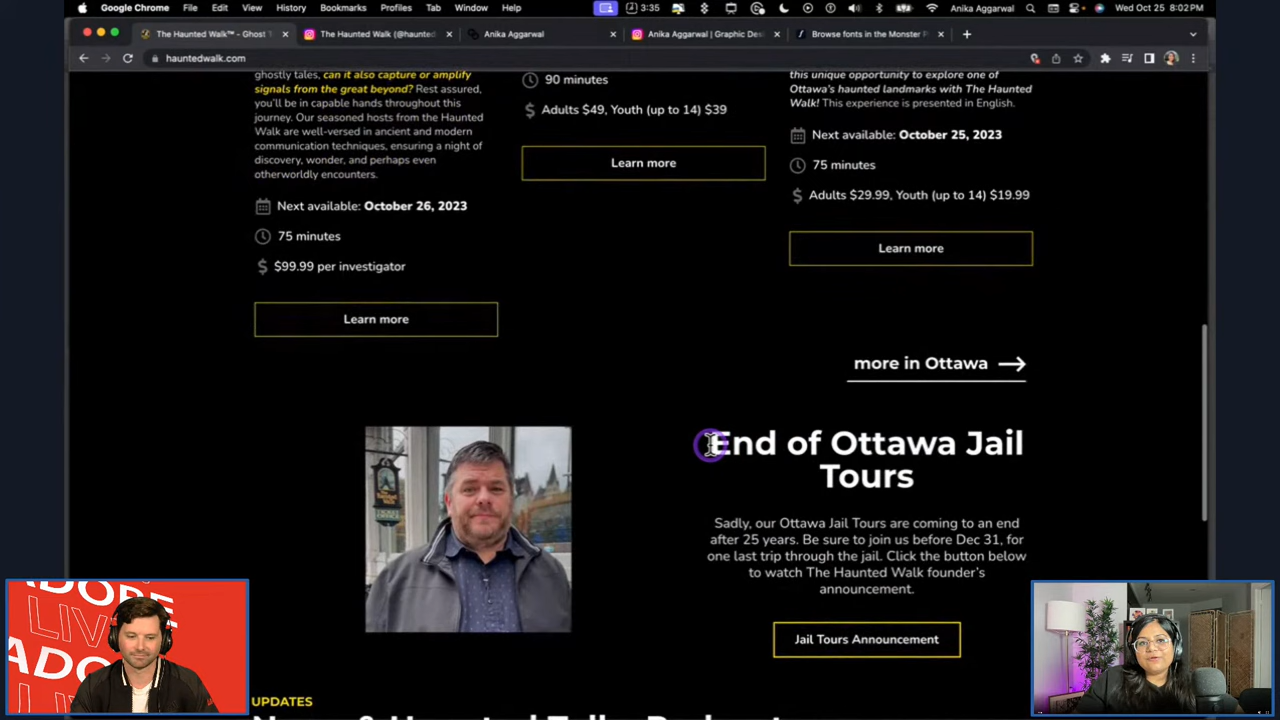 Google Chrome File Edit View History Bookmarks Profiles Tab Window Help 3:35 Anika Aggarwal Wed Oct 25 8:02 PM
The Haunted Walk™ - Ghost T The Haunted Walk (@haunted Anika Aggarwal Anika Aggarwal | Graphic Des Browse fonts in the Monster P
hauntedwalk.com
ghostly tales, can it also capture or amplify
signals from the great beyond? Rest assured,
you'll be in capable hands throughout this
journey. Our seasoned hosts from the Haunted
Walk are well-versed in ancient and modern
communication techniques, ensuring a night of
discovery, wonder, and perhaps even
otherworldly encounters.
Next available: October 26, 2023
75 minutes
$ $99.99 per investigator
Learn more
90 minutes
$ Adults $49, Youth (up to 14) $39
Learn more
this unique opportunity to explore one of
Ottawa's haunted landmarks with The Haunted
Walk! This experience is presented in English.
Next available: October 25, 2023
75 minutes
$ Adults $29.99, Youth (up to 14) $19.99
Learn more
more in Ottawa
End of Ottawa Jail
Tours
Sadly, our Ottawa Jail Tours are coming to an end
after 25 years. Be sure to join us before Dec 31, for
one last trip through the jail. Click the button below
to watch The Haunted Walk founder's
announcement.
Jail Tours Announcement
UPDATES
News & Haunted Talks Podcast
ADOBE
LIV
ADO
LIVE